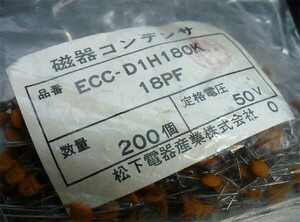 磁器コンデンサ
品番 ECC-D1H180K
18PF
数量 200個 定格電圧 50V
松下電器産業株式会社 0